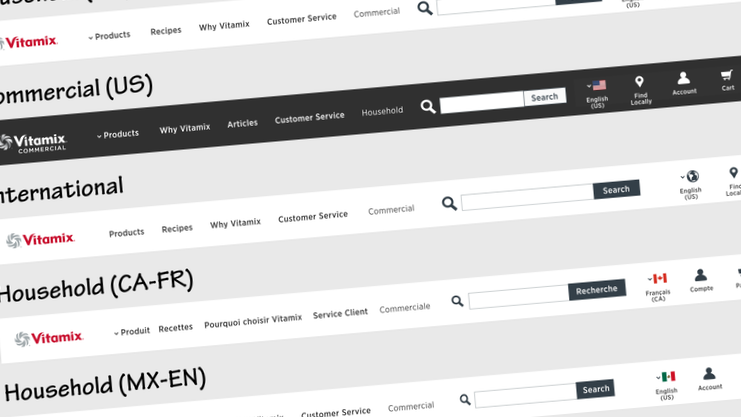 Vitamix Products Recipes Why Vitamix Customer Service Commercial (US)
Commercial (US)
Vitamix COMMERCIAL Products Why Vitamix Articles Customer Service Household Search English (US) Find Locally Account Cart
International
Vitamix Products Recipes Why Vitamix Customer Service Commercial Search English (US) Find
Household (CA-FR)
Vitamix Produit Recettes Pourquoi choisir Vitamix Service Client Commerciale Recherche Français (CA) Compte
Household (MX-EN)
Customer Service Commercial Search English (US) Account